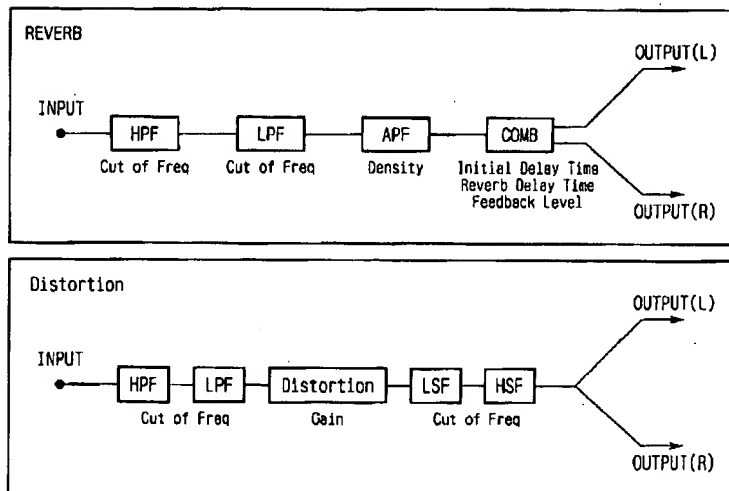 REVERB
OUTPUT(L)
INPUT
HPF
LPF
APF
COMB
Cut of Freq
Cut of Freq
Density
Initial Delay Time
Reverb Delay Time
Feedback Level
OUTPUT(R)
Distortion
OUTPUT(L)
INPUT
HPF
LPF
Distortion
LSF
HSF
Cut of Freq
Gain
Cut of Freq
OUTPUT(R)